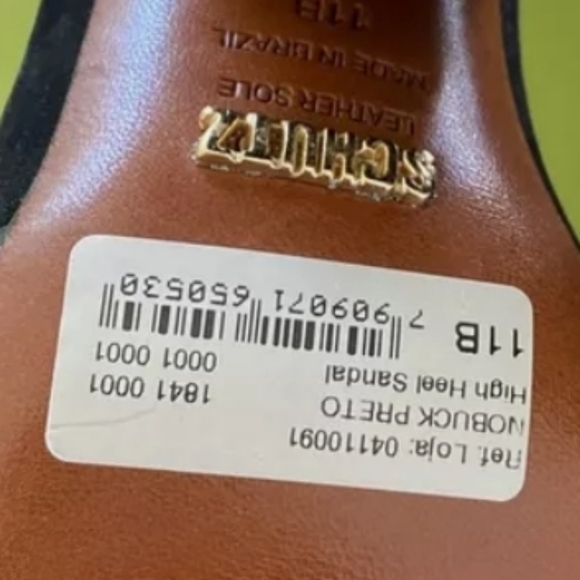 Ref. Loja: 04110091
NOBUCK PRETO
1841 0001
High Heel Sandal
0001 0001
11B
7 909071 650530
SCHUTZ
LEATHER SOLE
MADE IN BRAZIL
11B